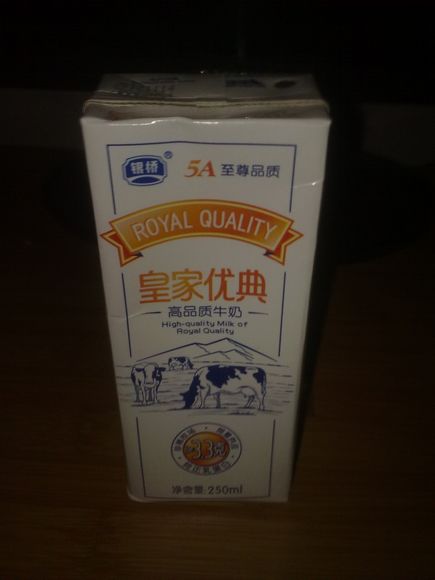 银桥®
5A 至尊品质
ROYAL QUALITY
皇家优典
高品质牛奶
High-quality Milk of
Royal Quality
3.3克
净含量:250ml